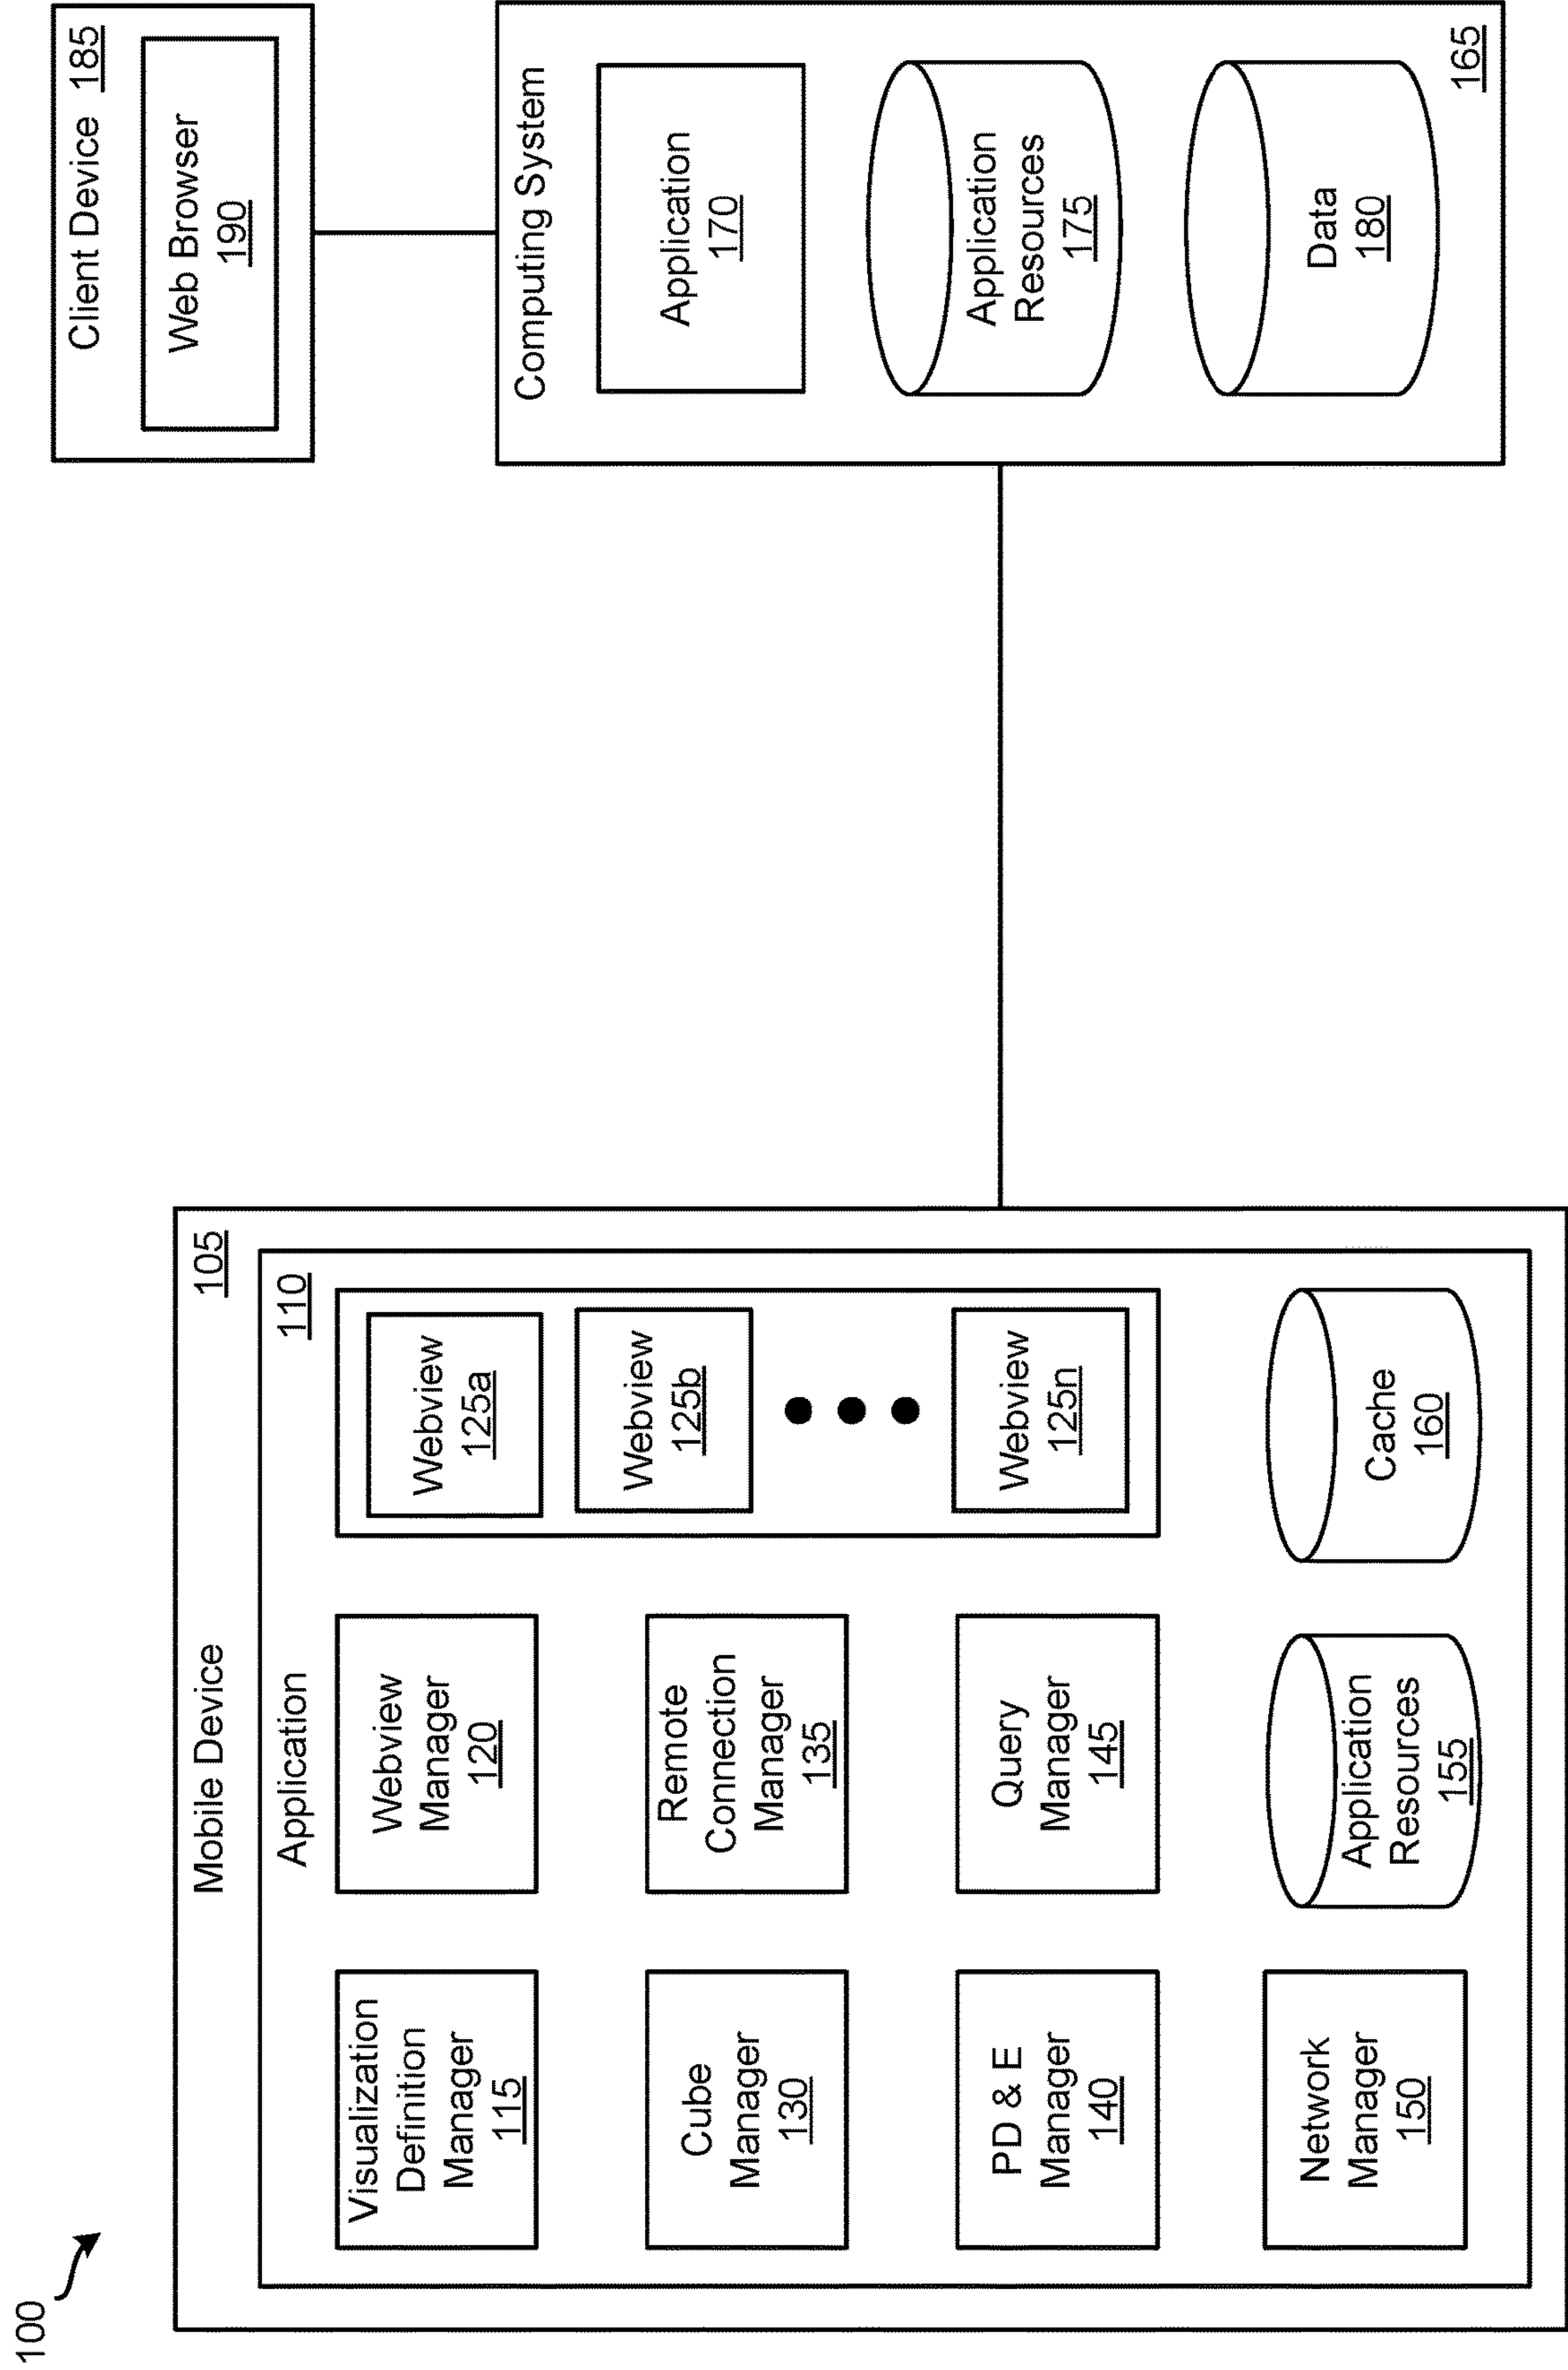 100
Mobile Device
105
Application
110
Visualization
Definition
Manager
115
Webview
Manager
120
Webview
125a
Webview
125b
Webview
125n
Cube
Manager
130
Remote
Connection
Manager
135
PD & E
Manager
140
Query
Manager
145
Network
Manager
150
Application
Resources
155
Cache
160
Client Device 185
Web Browser
190
Computing System
Application
170
Application
Resources
175
Data
180
165